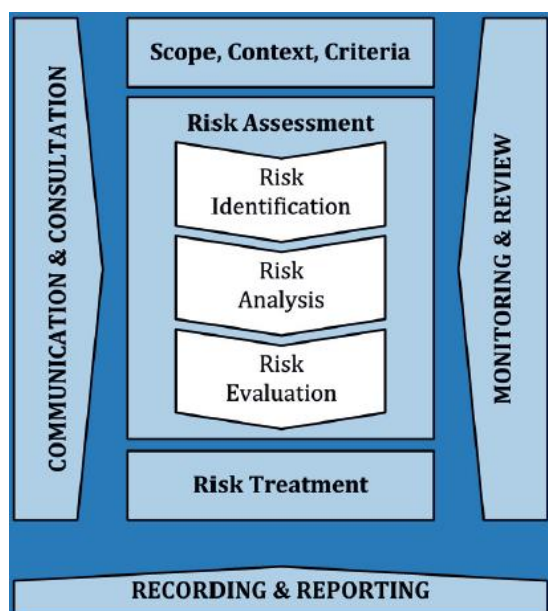 Scope, Context, Criteria
COMMUNICATION & CONSULTATION
Risk Assessment
Risk
Identification
Risk
Analysis
Risk
Evaluation
MONITORING & REVIEW
Risk Treatment
RECORDING & REPORTING